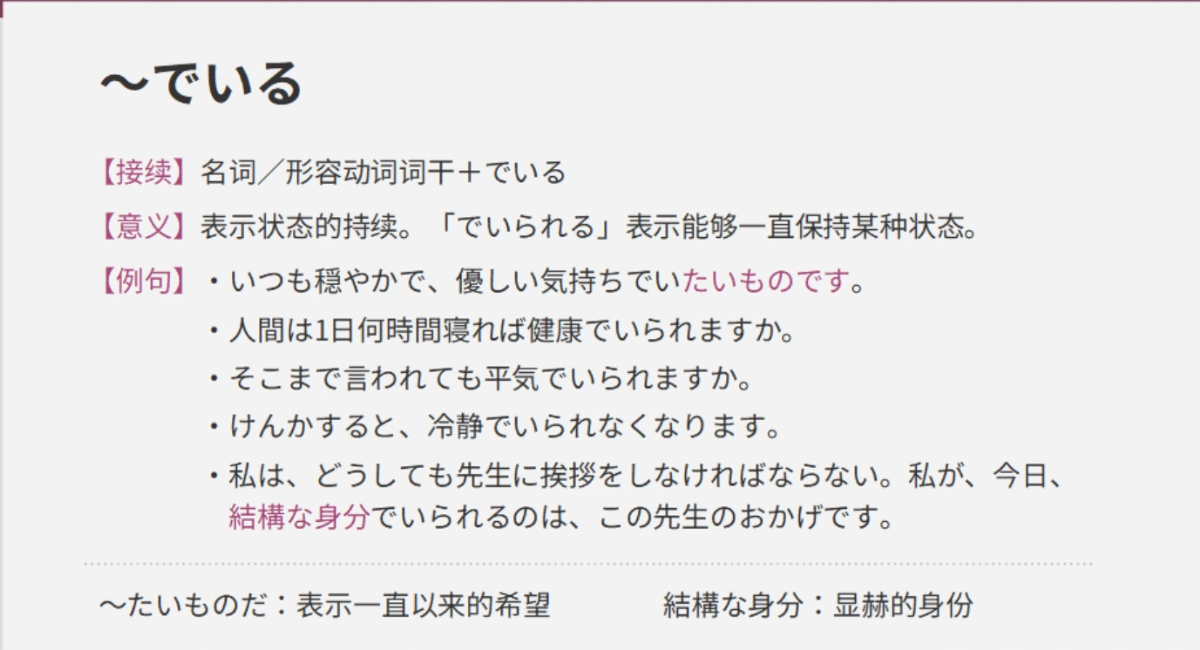 ～でいる
【接续】名词／形容动词词干＋でいる
【意义】表示状态的持续。「でいられる」表示能够一直保持某种状态。
【例句】・いつも穏やかで、優しい気持ちでいたいものです。
・人間は1日何時間寝れば健康でいられますか。
・そこまで言われても平気でいられますか。
・けんかすると、冷静でいられなくなります。
・私は、どうしても先生に挨拶をしなければならない。私が、今日、
結構な身分でいられるのは、この先生のおかげです。
～たいものだ：表示一直以来的希望
結構な身分：显赫的身份